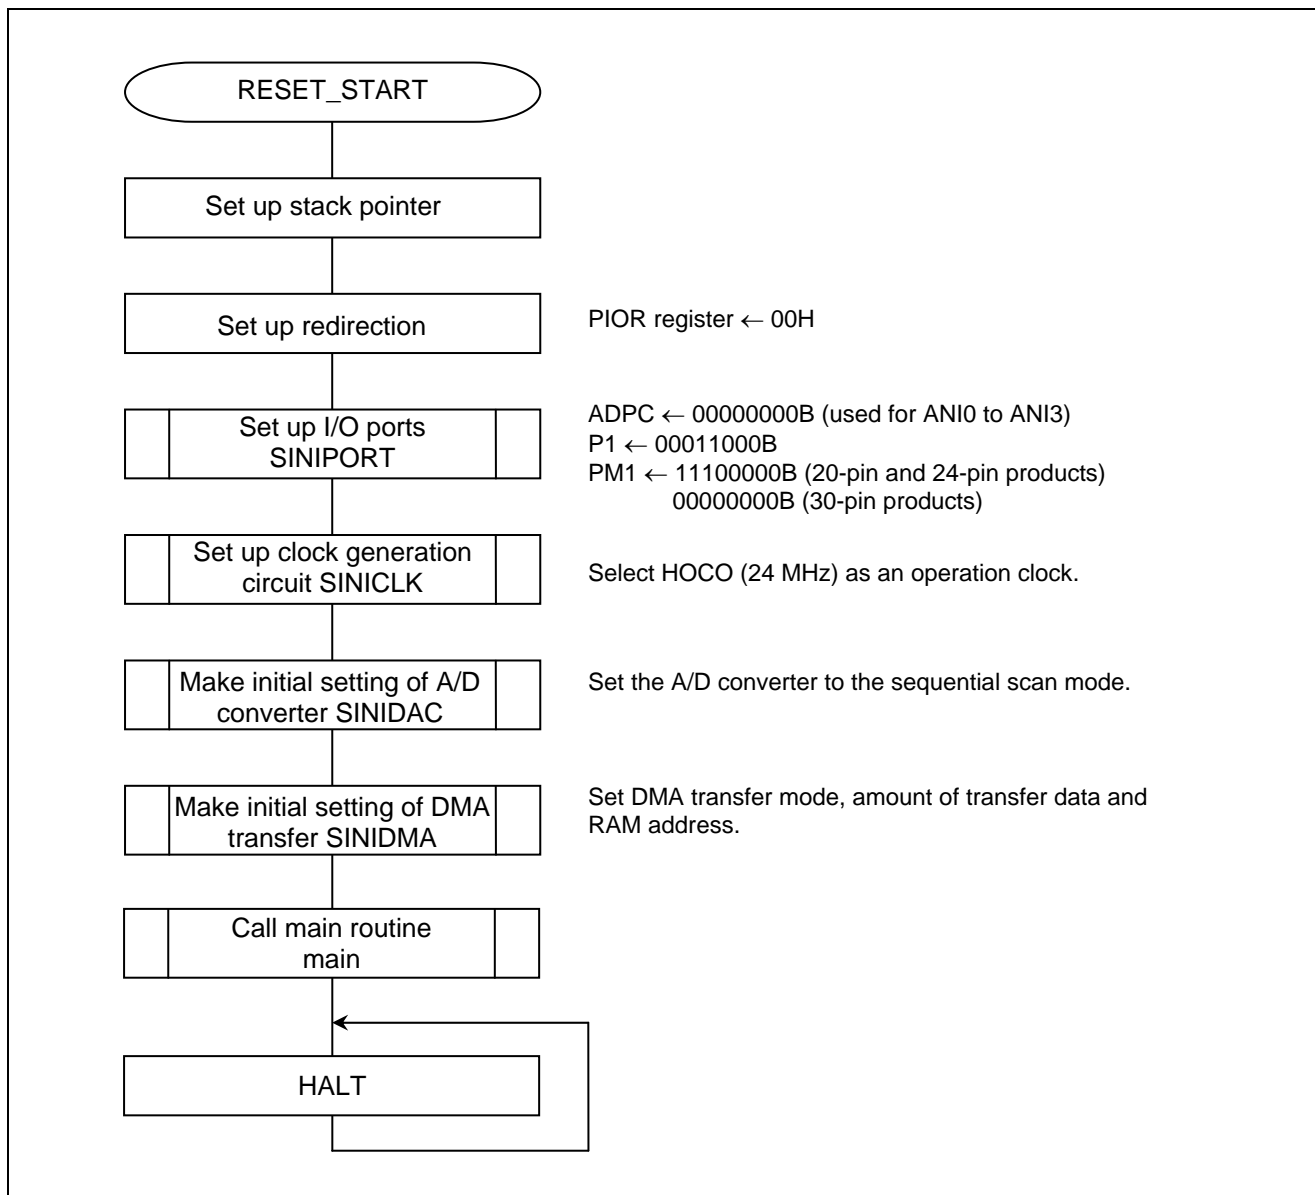 RESET_START
Set up stack pointer
Set up redirection
PIOR register ← 00H
Set up I/O ports
SINIPORT
ADPC ← 00000000B (used for ANI0 to ANI3)
P1 ← 00011000B
PM1 ← 11100000B (20-pin and 24-pin products)
00000000B (30-pin products)
Set up clock generation
circuit SINICLK
Select HOCO (24 MHz) as an operation clock.
Make initial setting of A/D
converter SINIDAC
Set the A/D converter to the sequential scan mode.
Make initial setting of DMA
transfer SINIDMA
Set DMA transfer mode, amount of transfer data and
RAM address.
Call main routine
main
HALT